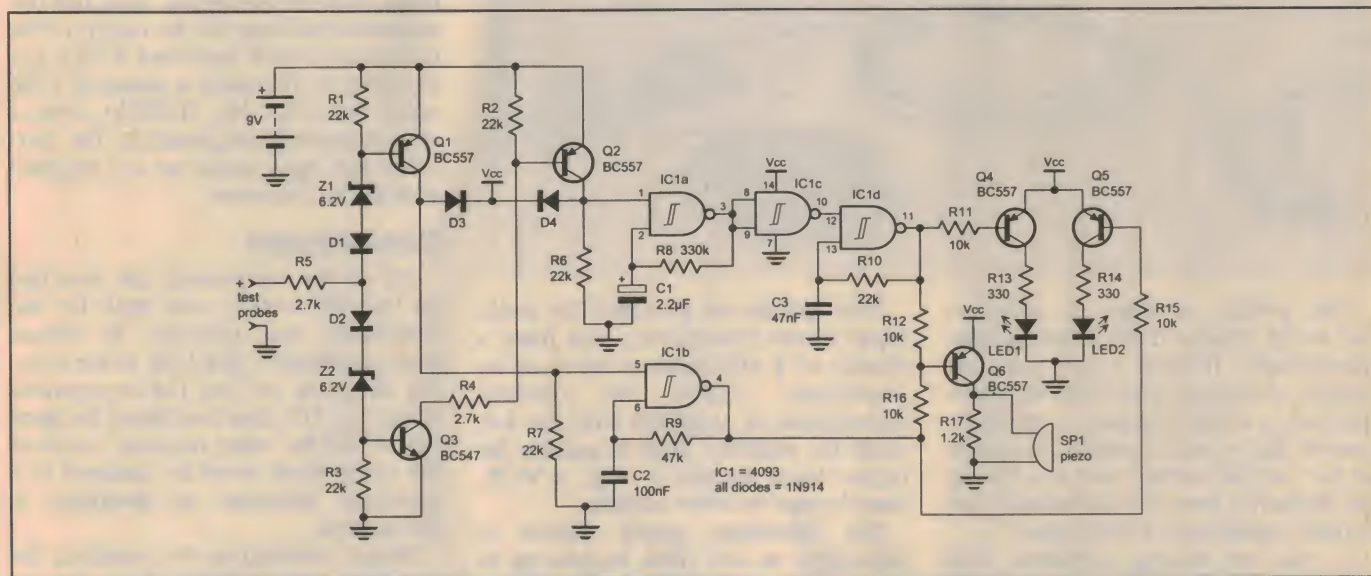 +
9V
R1
22k
Q1
BC557
Z1
6.2V
D1
R5
2.7k
+
test
probes
D2
Z2
6.2V
R3
22k
Q3
BC547
R4
2.7k
R2
22k
Q2
BC557
D3
Vcc
D4
R6
22k
R7
22k
IC1a
1
2
3
R8 330k
+
C1
2.2µF
IC1b
5
6
4
R9
47k
C2
100nF
IC1 = 4093
all diodes = 1N914
Vcc
14
IC1c
8
9
10
7
IC1d
12
13
11
R10
22k
C3
47nF
R11
10k
R12
10k
R16
10k
Vcc
Q4
BC557
Q5
BC557
R13
330
R14
330
LED1
LED2
R15
10k
Vcc
Q6
BC557
R17
1.2k
SP1
piezo